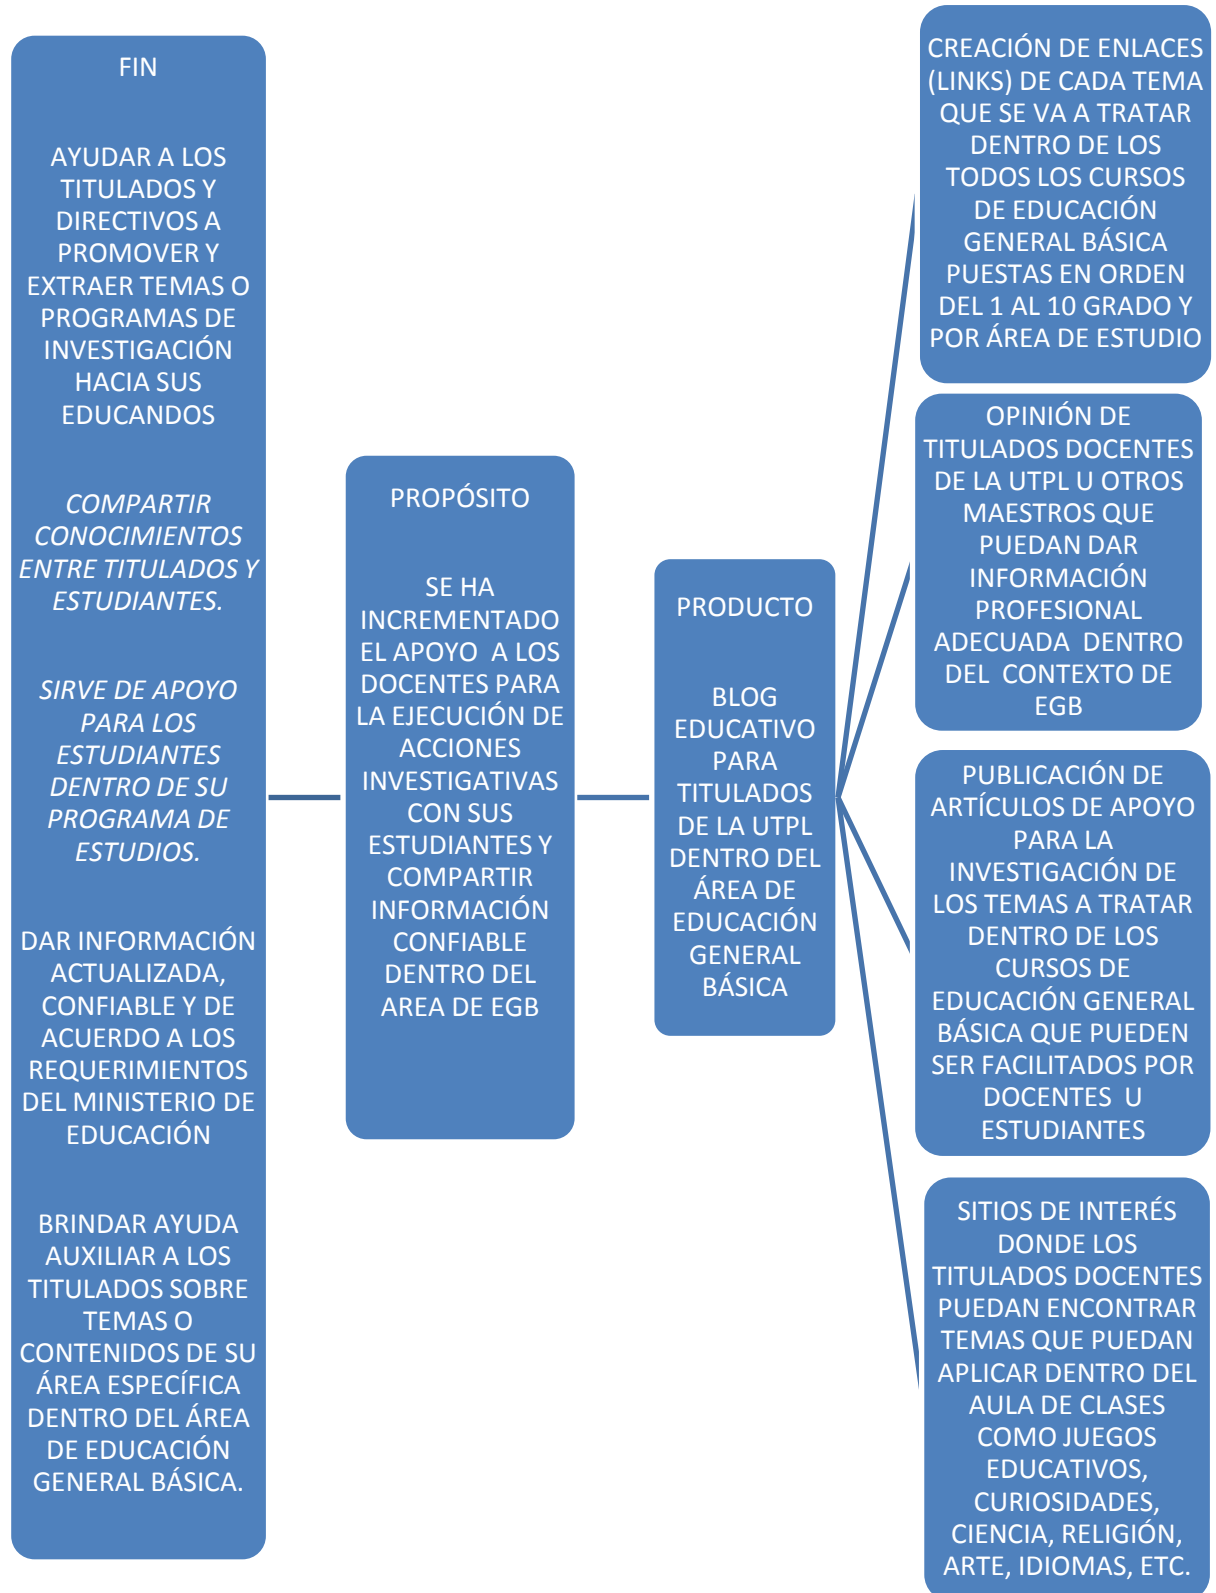 FIN
AYUDAR A LOS
TITULADOS Y
DIRECTIVOS A
PROMOVER Y
EXTRAER TEMAS O
PROGRAMAS DE
INVESTIGACIÓN
HACIA SUS
EDUCANDOS
COMPARTIR
CONOCIMIENTOS
ENTRE TITULADOS Y
ESTUDIANTES.
SIRVE DE APOYO
PARA LOS
ESTUDIANTES
DENTRO DE SU
PROGRAMA DE
ESTUDIOS.
DAR INFORMACIÓN
ACTUALIZADA,
CONFIABLE Y DE
ACUERDO A LOS
REQUERIMIENTOS
DEL MINISTERIO DE
EDUCACIÓN
BRINDAR AYUDA
AUXILIAR A LOS
TITULADOS SOBRE
TEMAS O
CONTENIDOS DE SU
ÁREA ESPECÍFICA
DENTRO DEL ÁREA
DE EDUCACIÓN
GENERAL BÁSICA.
PROPÓSITO
SE HA
INCREMENTADO
EL APOYO  A LOS
DOCENTES PARA
LA EJECUCIÓN DE
ACCIONES
INVESTIGATIVAS
CON SUS
ESTUDIANTES Y
COMPARTIR
INFORMACIÓN
CONFIABLE
DENTRO DEL
AREA DE EGB
PRODUCTO
BLOG
EDUCATIVO
PARA
TITULADOS
DE LA UTPL
DENTRO DEL
ÁREA DE
EDUCACIÓN
GENERAL
BÁSICA
CREACIÓN DE ENLACES
(LINKS) DE CADA TEMA
QUE SE VA A TRATAR
DENTRO DE LOS
TODOS LOS CURSOS
DE EDUCACIÓN
GENERAL BÁSICA
PUESTAS EN ORDEN
DEL 1 AL 10 GRADO Y
POR ÁREA DE ESTUDIO
OPINIÓN DE
TITULADOS DOCENTES
DE LA UTPL U OTROS
MAESTROS QUE
PUEDAN DAR
INFORMACIÓN
PROFESIONAL
ADECUADA  DENTRO
DEL  CONTEXTO DE
EGB
PUBLICACIÓN DE
ARTÍCULOS DE APOYO
PARA LA
INVESTIGACIÓN DE
LOS TEMAS A TRATAR
DENTRO DE LOS
CURSOS DE
EDUCACIÓN GENERAL
BÁSICA QUE PUEDEN
SER FACILITADOS POR
DOCENTES  U
ESTUDIANTES
SITIOS DE INTERÉS
DONDE LOS
TITULADOS DOCENTES
PUEDAN ENCONTRAR
TEMAS QUE PUEDAN
APLICAR DENTRO DEL
AULA DE CLASES
COMO JUEGOS
EDUCATIVOS,
CURIOSIDADES,
CIENCIA, RELIGIÓN,
ARTE, IDIOMAS, ETC.